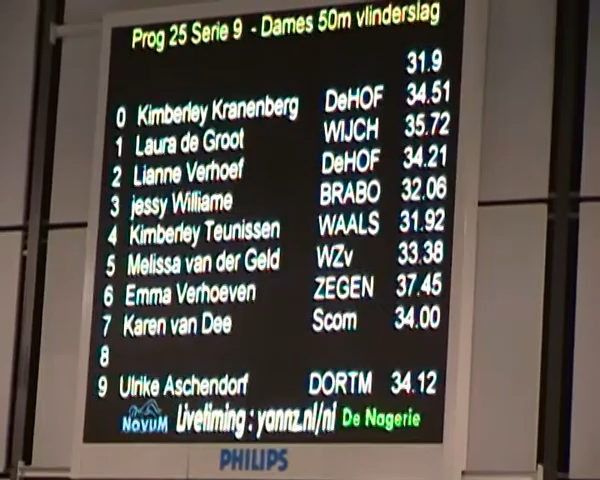 Prog 25 Serie 9 - Dames 50m vlinderslag
31.9
0 Kimberley Kranenberg DeHOF 34.51
1 Laura de Groot WIJCH 35.72
2 Lianne Verhoef DeHOF 34.21
3 jessy Williame BRABO 32.06
4 Kimberley Teunissen WAALS 31.92
5 Melissa van der Geld WZv 33.38
6 Emma Verhoeven ZEGEN 37.45
7 Karen van Dee Scom 34.00
8
9 Ulrike Aschendorf DORTM 34.12
NOVUM Livetiming : yannz.nl/nl De Nagerie
PHILIPS